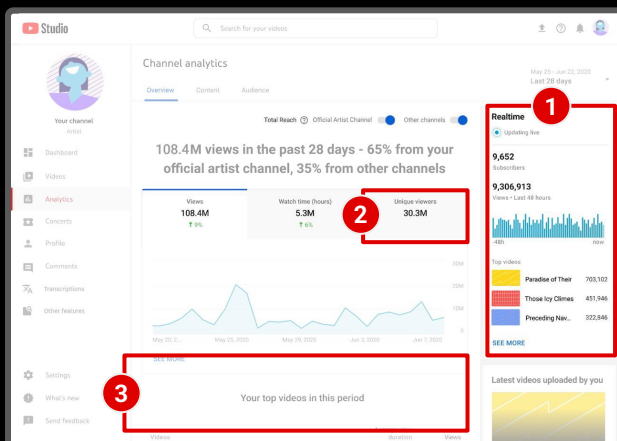 Studio
Search for your videos
Your channel
Artist
Dashboard
Videos
Analytics
Concerts
Profile
Comments
Transcriptions
Other features
Settings
What's new
Send feedback
Channel analytics
May 25 - Jun 22, 2020
Last 28 days
Overview Content Audience
Total Reach Official Artist Channel Other channels
108.4M views in the past 28 days - 65% from your
official artist channel, 35% from other channels
Views
108.4M
↑ 9%
Watch time (hours)
5.3M
↑ 6%
2
Unique viewers
30.3M
30M
20M
10M
0
May 20, 2... May 25, 2020 May 29, 2020 Jun 3, 2020 Jun 7, 2020
SEE MORE
3
Your top videos in this period
Videos
duration
Views
1
Realtime
Updating live
9,652
Subscribers
9,306,913
Views • Last 48 hours
-48h now
Top videos
Paradise of Their 703,102
Those Icy Climes 451,946
Preceding Nav... 322,846
SEE MORE
Latest videos uploaded by you